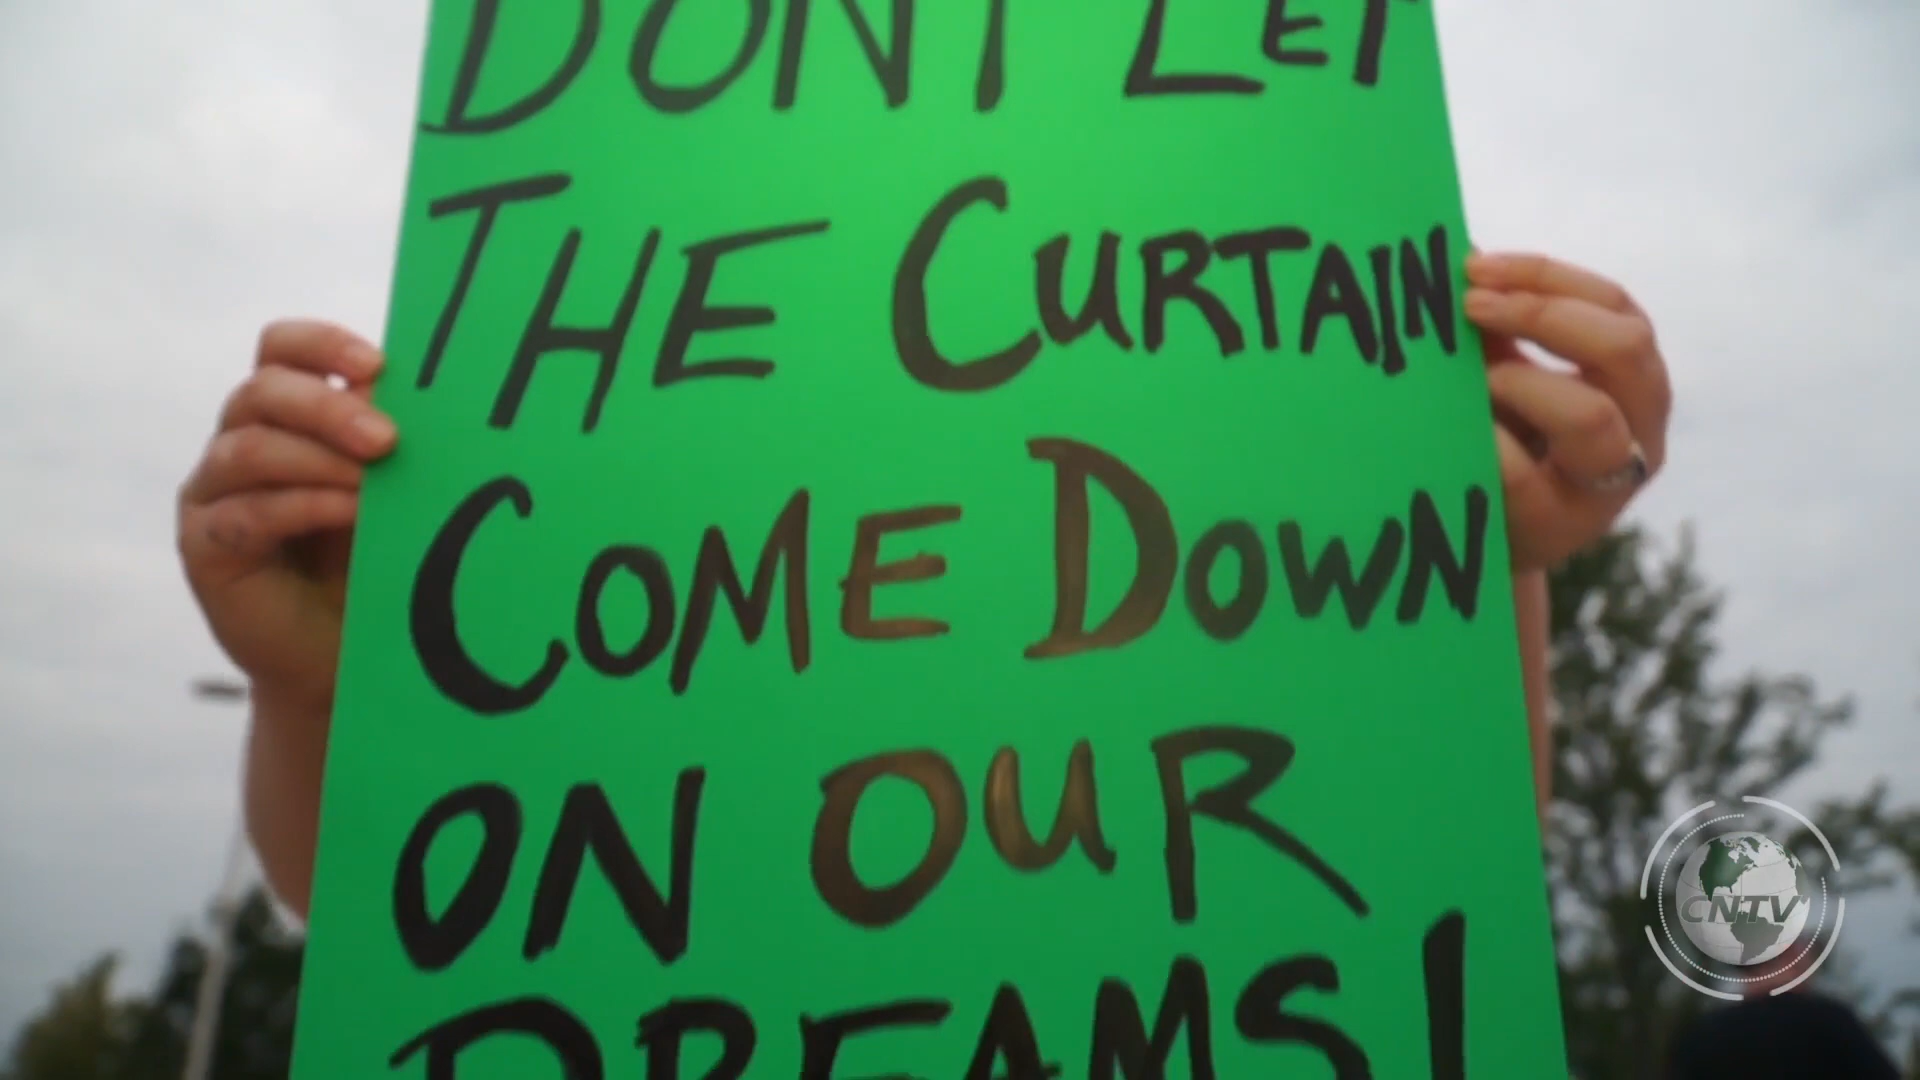 DONT LET
THE CURTAIN
COME DOWN
ON OUR
DREAMS!
CNTV